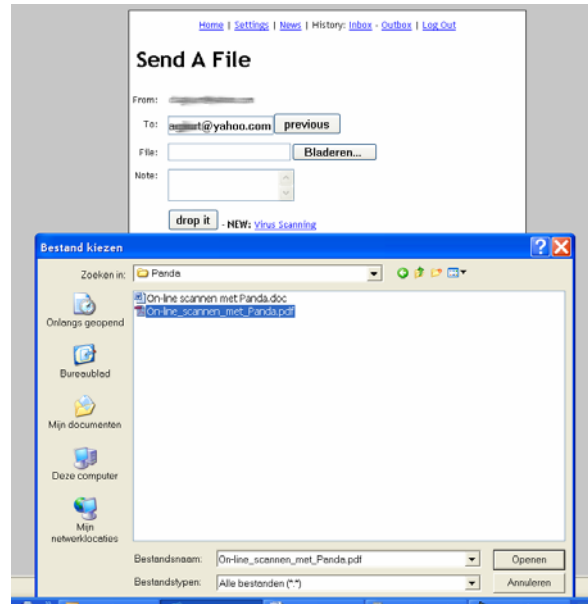 Home | Settings | News | History: Inbox - Outbox | Log Out
Send A File
From:
To: @yahoo.com previous
File: Bladeren...
Note:
drop it - NEW: Virus Scanning
Bestand kiezen
Zoeken in: Panda
On-line scannen met Panda.doc
On-line_scannen_met_Panda.pdf
Onlangs geopend
Bureaublad
Mijn documenten
Deze computer
Mijn
netwerklocaties
Bestandsnaam: On-line_scannen_met_Panda.pdf Openen
Bestandstypen: Alle bestanden (*.*) Annuleren